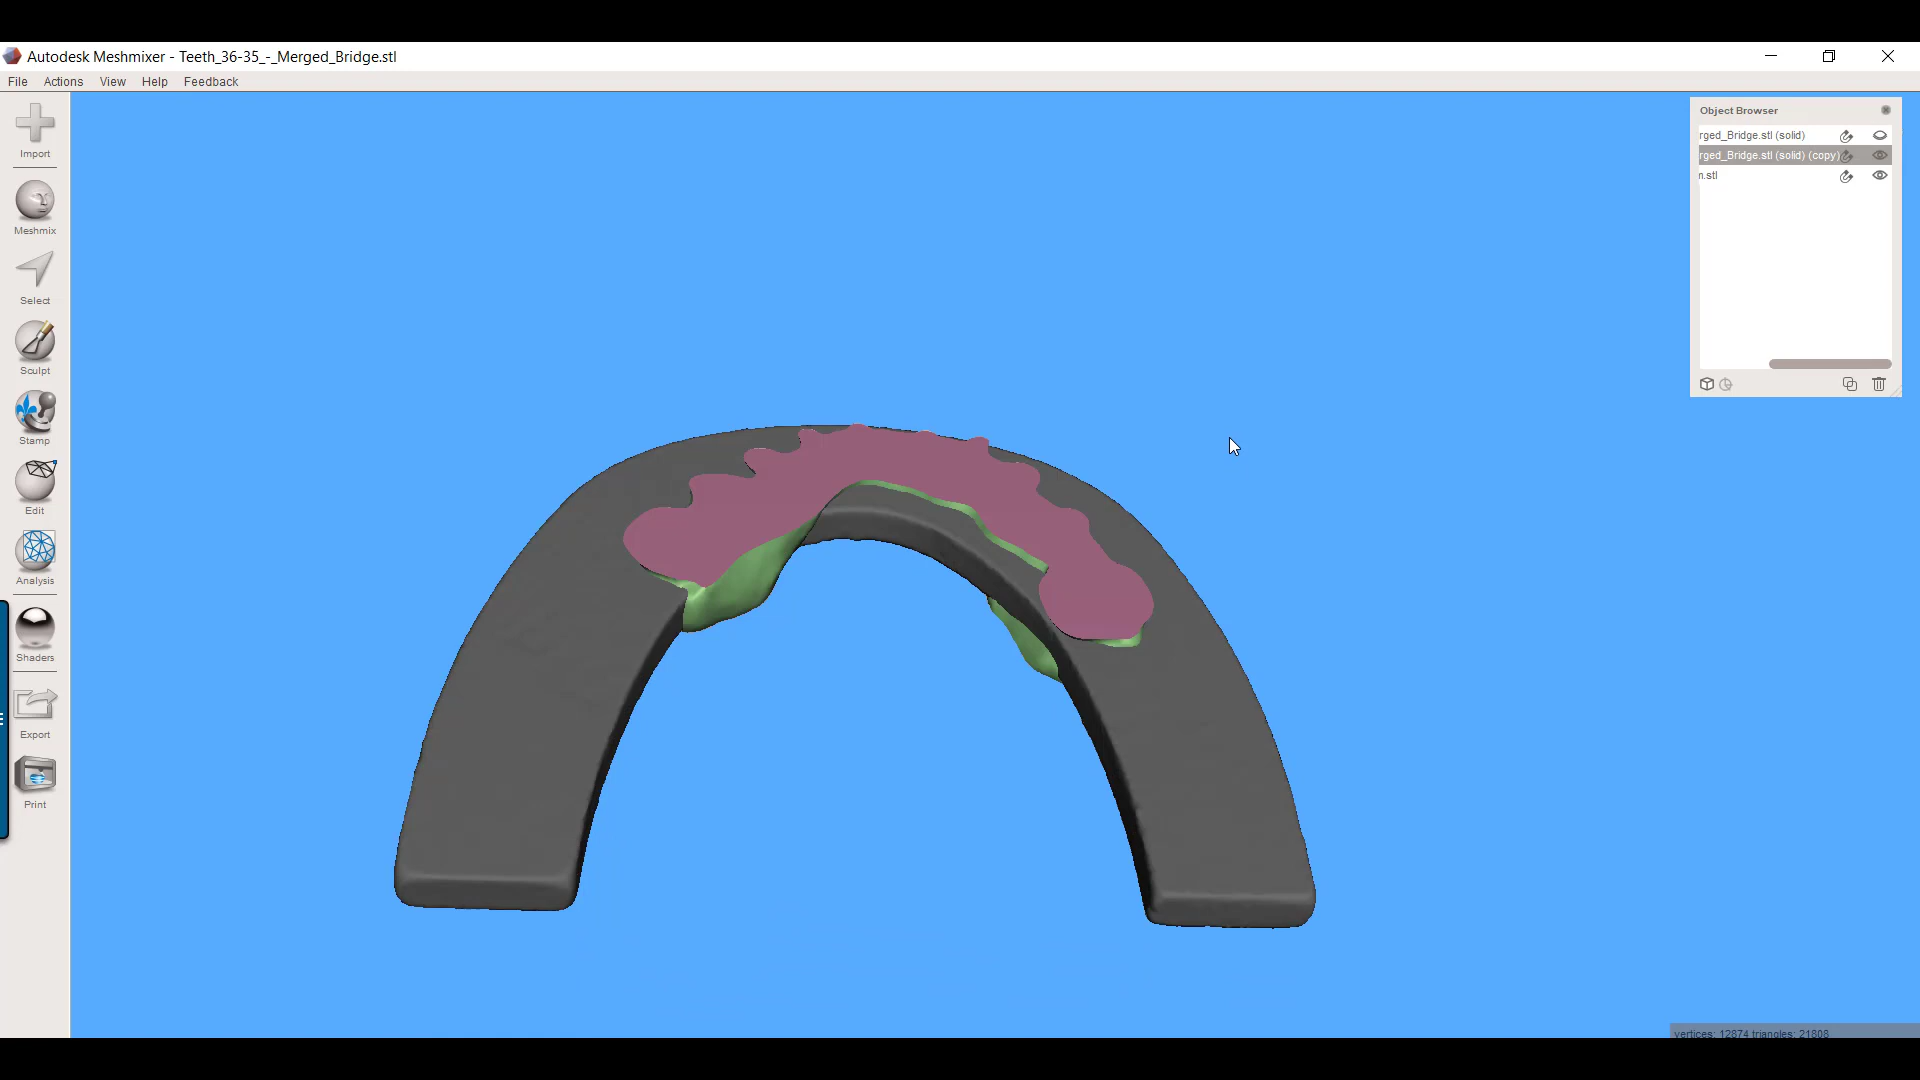 Autodesk Meshmixer - Teeth_36-35_-_Merged_Bridge.stl
File Actions View Help Feedback
Import
Meshmix
Select
Sculpt
Stamp
Edit
Analysis
Shaders
Export
Print
Object Browser
rged_Bridge.stl (solid)
rged_Bridge.stl (solid) (copy)
n.stl
vertices: 12874 triangles: 21808